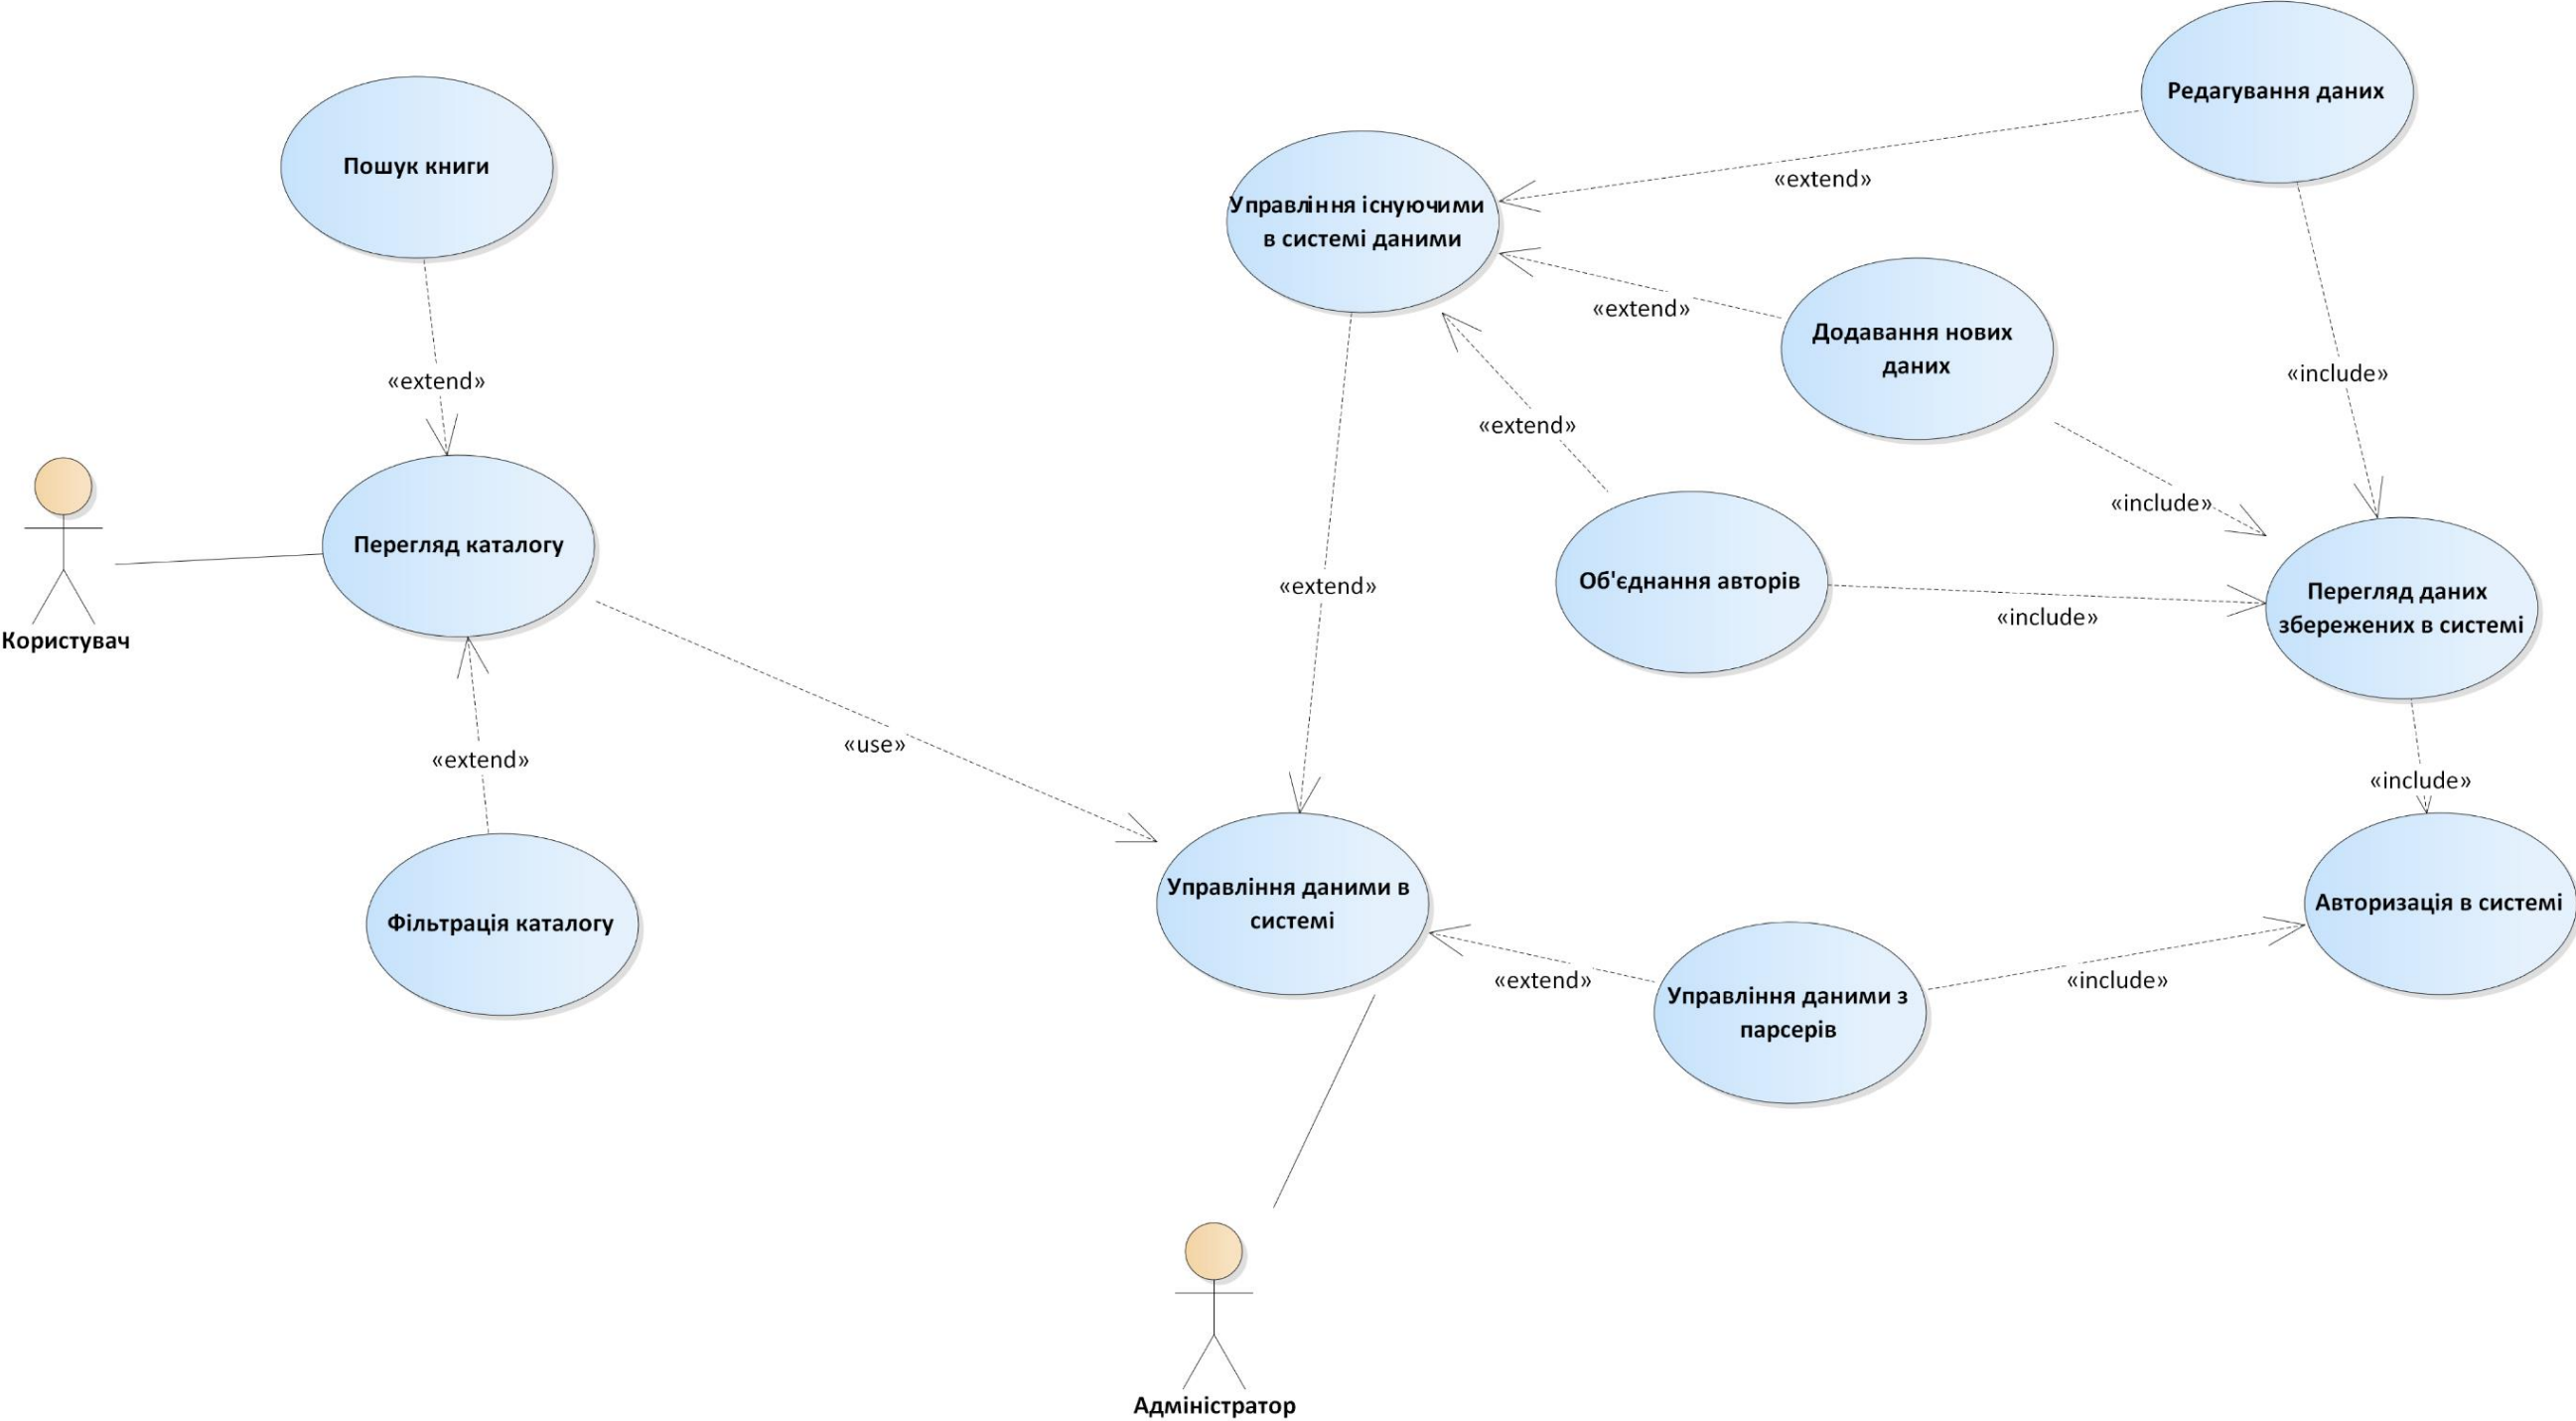 Редагування даних
Пошук книги
Управління існуючими
в системі даними
«extend»
«extend»
Додавання нових
даних
«include»
«extend»
«extend»
«include»
Перегляд каталогу
Користувач
«extend»
Об'єднання авторів
«include»
Перегляд даних
збережених в системі
«use»
«extend»
«include»
Фільтрація каталогу
Управління даними в
системі
Авторизація в системі
«extend»
Управління даними з
парсерів
«include»
Адміністратор